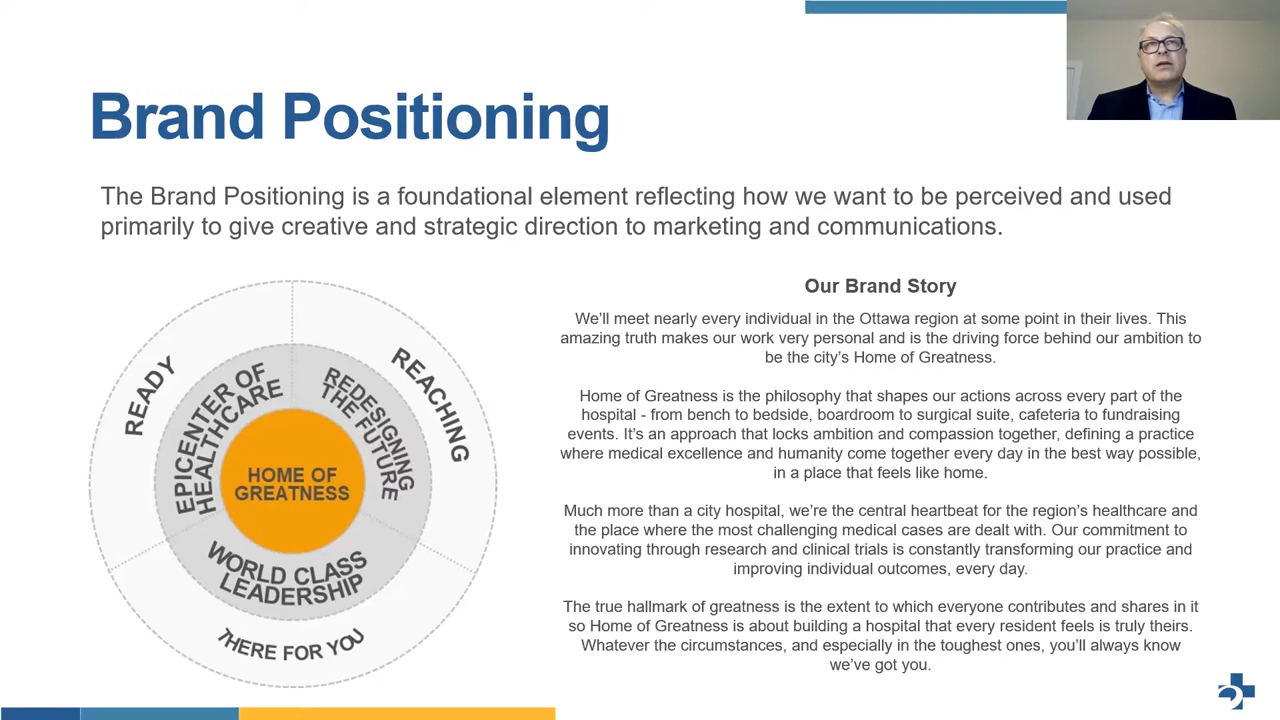 Brand Positioning
The Brand Positioning is a foundational element reflecting how we want to be perceived and used
primarily to give creative and strategic direction to marketing and communications.
READY
REACHING
EPICENTER OF
HEALTHCARE
REDESIGNING
THE FUTURE
HOME OF
GREATNESS
WORLD CLASS
LEADERSHIP
THERE FOR YOU
Our Brand Story
We’ll meet nearly every individual in the Ottawa region at some point in their lives. This
amazing truth makes our work very personal and is the driving force behind our ambition to
be the city’s Home of Greatness.
Home of Greatness is the philosophy that shapes our actions across every part of the
hospital - from bench to bedside, boardroom to surgical suite, cafeteria to fundraising
events. It’s an approach that locks ambition and compassion together, defining a practice
where medical excellence and humanity come together every day in the best way possible,
in a place that feels like home.
Much more than a city hospital, we’re the central heartbeat for the region’s healthcare and
the place where the most challenging medical cases are dealt with. Our commitment to
innovating through research and clinical trials is constantly transforming our practice and
improving individual outcomes, every day.
The true hallmark of greatness is the extent to which everyone contributes and shares in it
so Home of Greatness is about building a hospital that every resident feels is truly theirs.
Whatever the circumstances, and especially in the toughest ones, you’ll always know
we’ve got you.